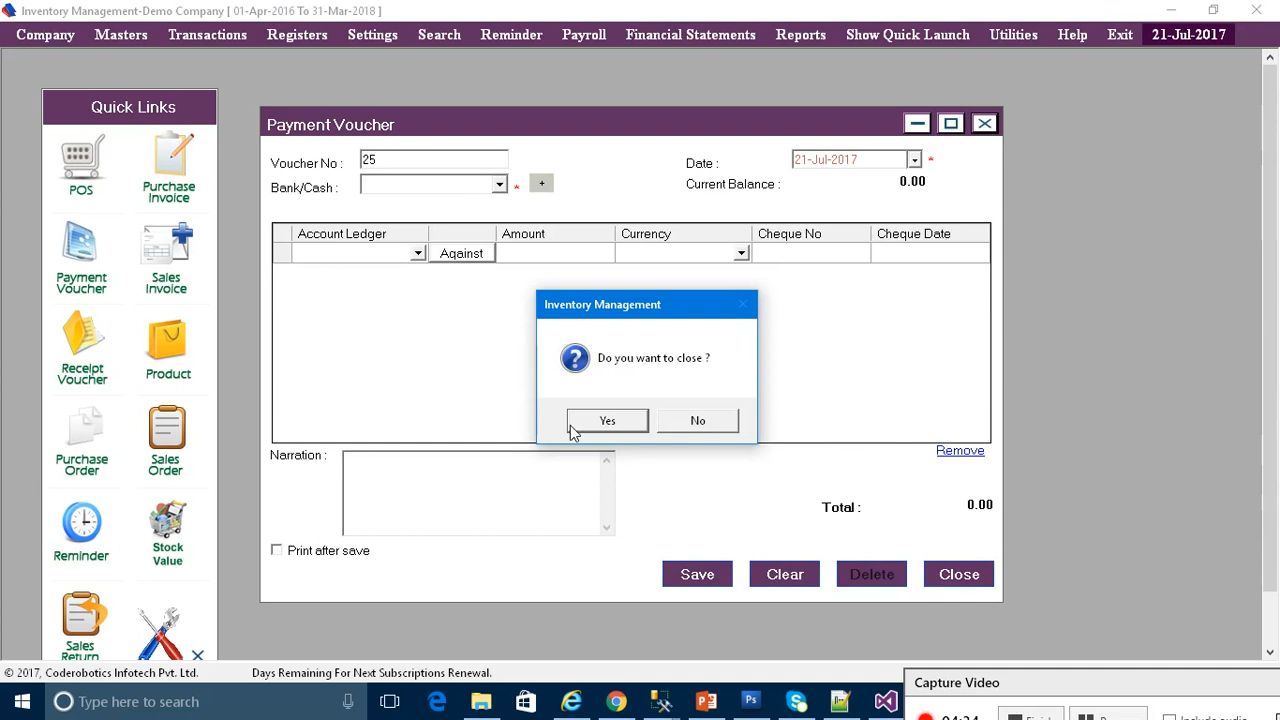 Inventory Management-Demo Company [ 01-Apr-2016 To 31-Mar-2018 ]
Company Masters Transactions Registers Settings Search Reminder Payroll Financial Statements Reports Show Quick Launch Utilities Help Exit 21-Jul-2017
Quick Links
POS
Purchase Invoice
Payment Voucher
Sales Invoice
Receipt Voucher
Product
Purchase Order
Sales Order
Reminder
Stock Value
Sales Return
Payment Voucher
Voucher No : 25
Date : 21-Jul-2017 *
Bank/Cash : * +
Current Balance : 0.00
Account Ledger Amount Currency Cheque No Cheque Date
Against
Inventory Management
Do you want to close ?
Yes No
Narration :
Remove
Total : 0.00
Print after save
Save Clear Delete Close
© 2017, Coderobotics Infotech Pvt. Ltd. Days Remaining For Next Subscriptions Renewal.
Type here to search
Capture Video